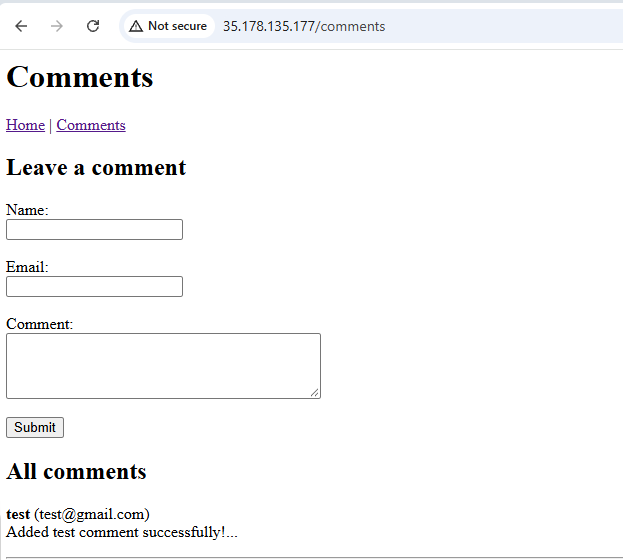 Not secure 35.178.135.177/comments
Comments
Home | Comments
Leave a comment
Name:
Email:
Comment:
Submit
All comments
test (test@gmail.com)
Added test comment successfully!...